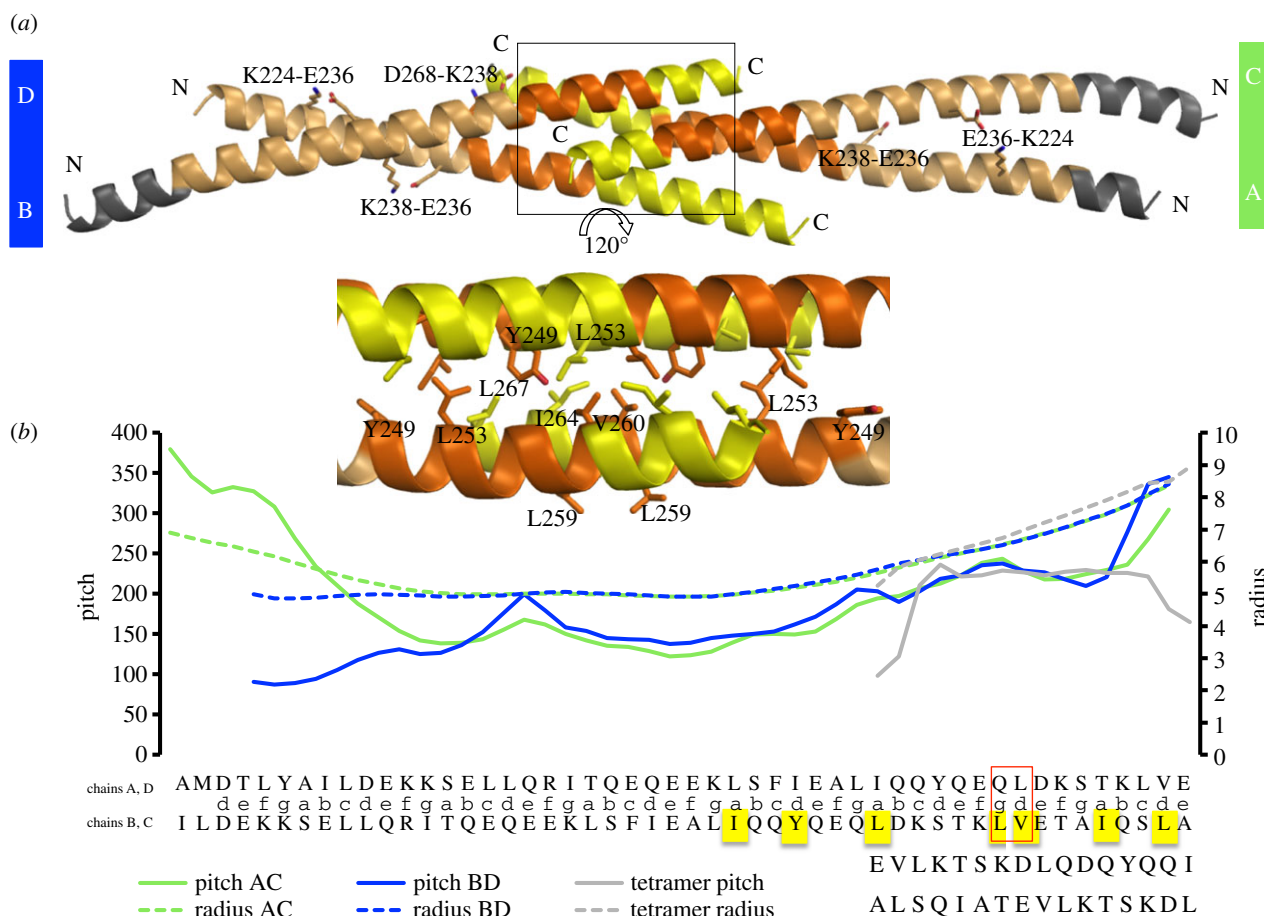 (a)
C
K224-E236
D268-K238
C
N
D
N
C
C
N
E236-K224
K238-E236
B
K238-E236
A
N
C
120°
Y249
L253
L267
I264
V260
L253
Y249
L253
Y249
L259
L259
(b)
400
350
300
250
200
150
100
50
0
pitch
10
9
8
7
6
5
4
3
2
1
0
radius
chains A, D A M D T L Y A I L D E K K S E L L Q R I T Q E Q E E K L S F I E A L I Q Q Y Q E Q L D K S T K L V E
d e f g a b c d e f g a b c d e f g a b c d e f g a b c d e f g a b c d e f g d e f g a b c d e
chains B, C I L D E K K S E L L Q R I T Q E Q E E K L S F I E A L I Q Q Y Q E Q L D K S T K L V E T A I Q S L A
E V L K T S K D L Q D Q Y Q Q I
A L S Q I A T E V L K T S K D L
pitch AC
pitch BD
tetramer pitch
radius AC
radius BD
tetramer radius